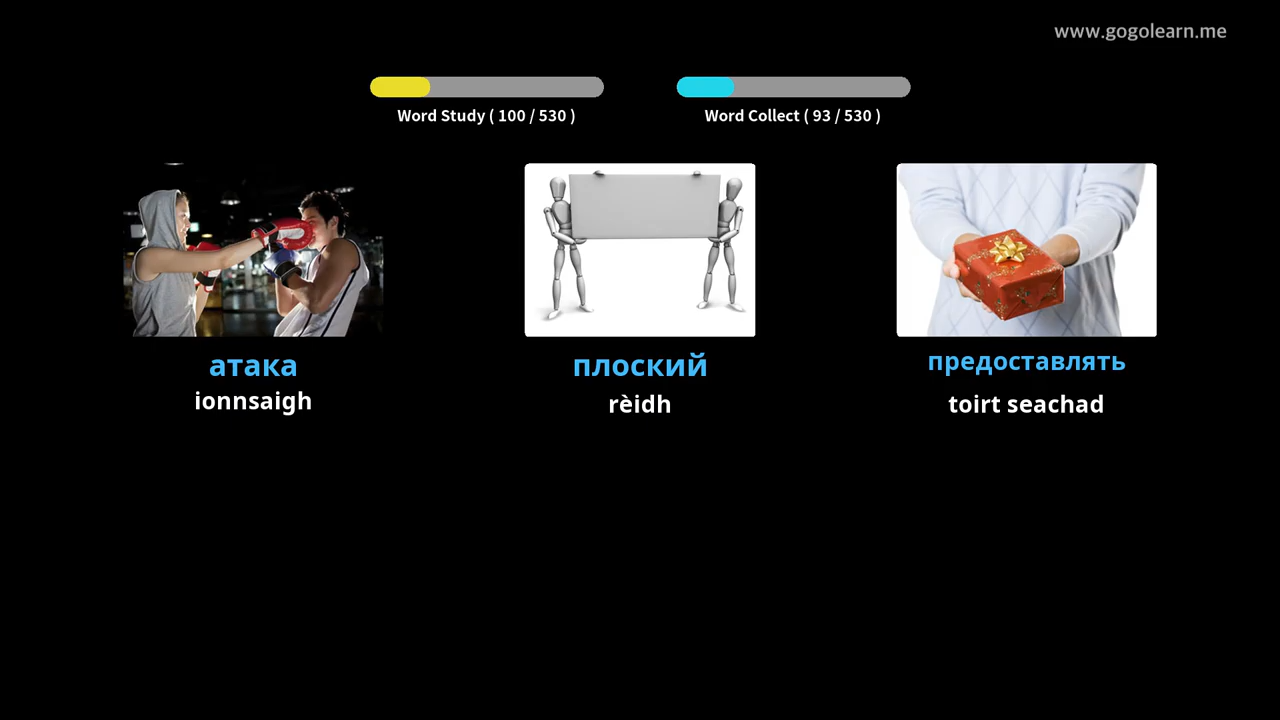 www.gogolearn.me
Word Study ( 100 / 530 )
Word Collect ( 93 / 530 )
атака
ionnsaigh
плоский
rèidh
предоставлять
toirt seachad